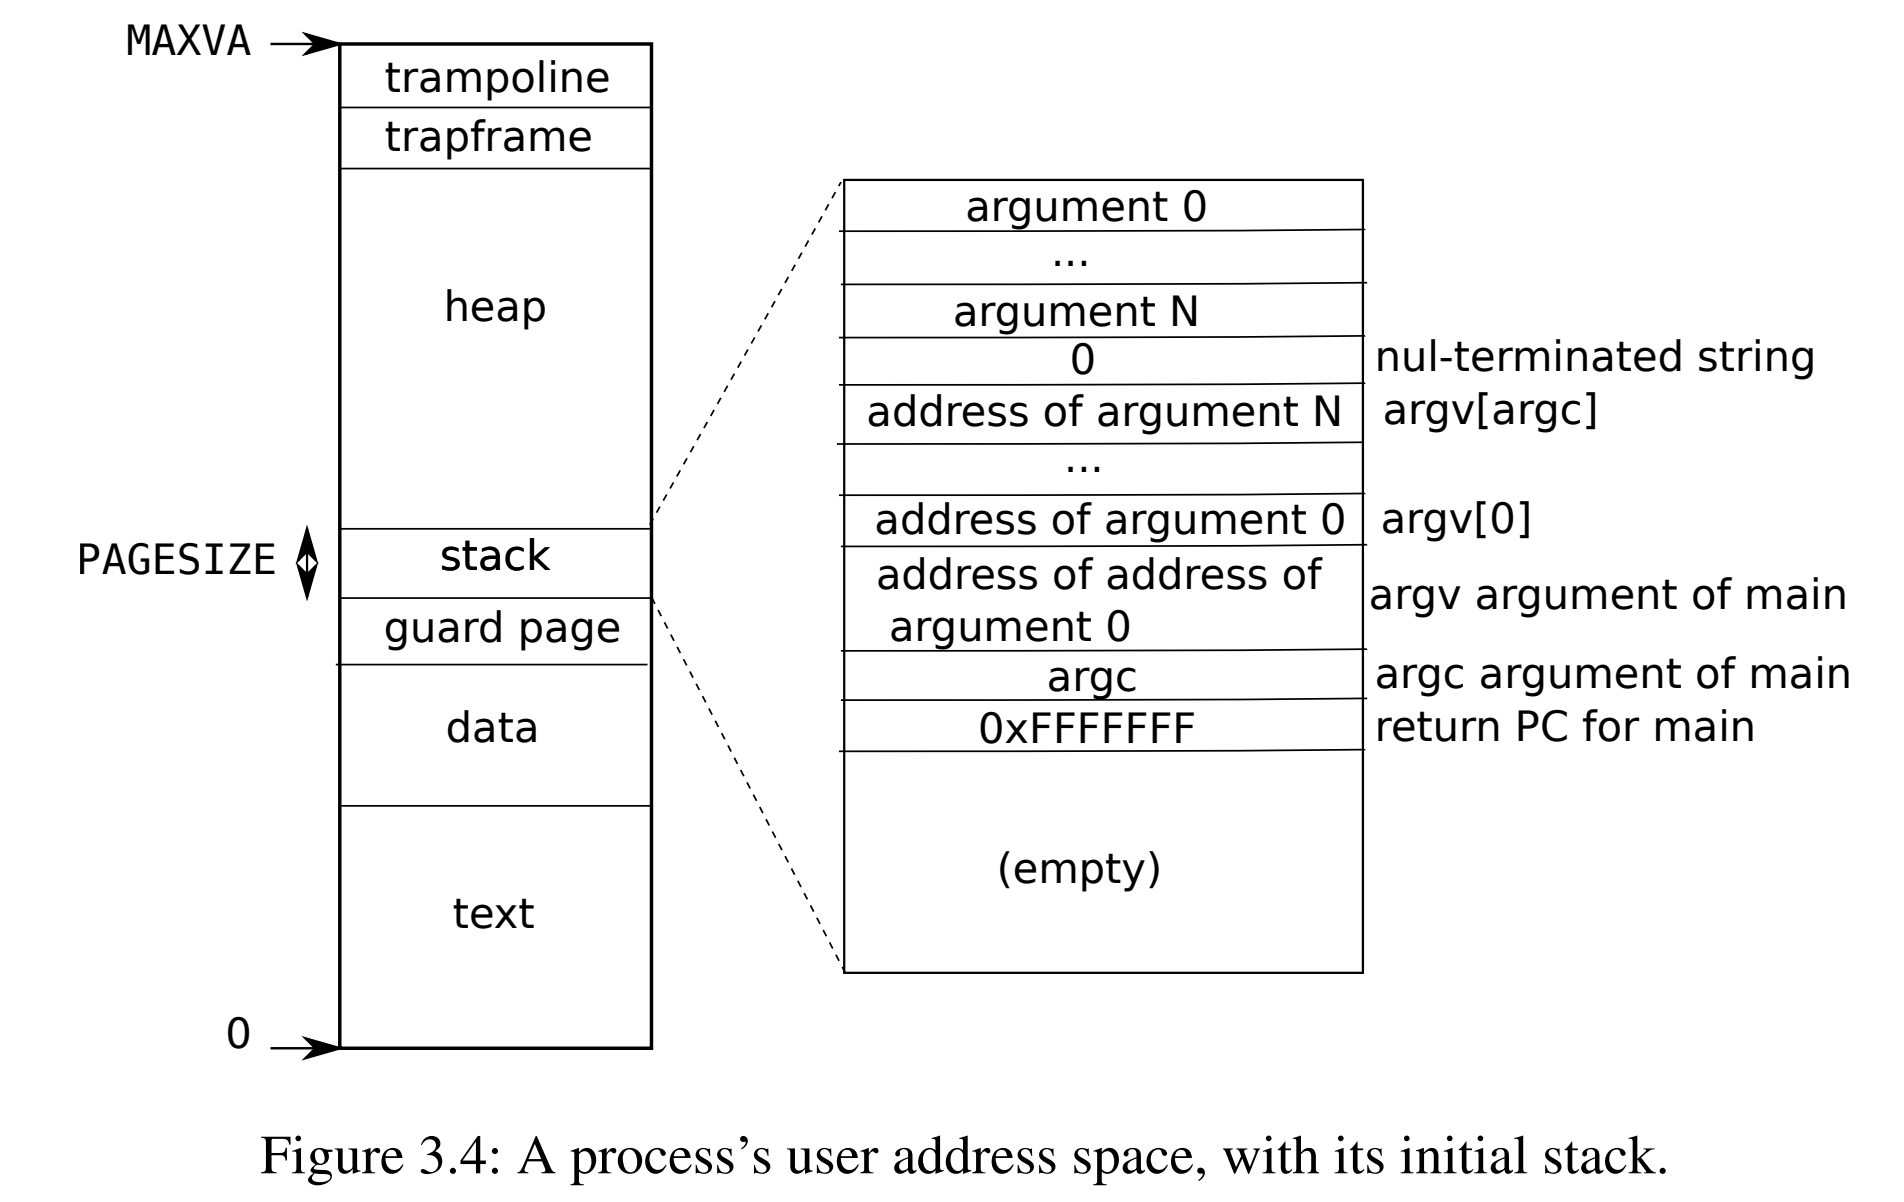 MAXVA
trampoline
trapframe
heap
PAGESIZE
stack
guard page
data
text
0
argument 0
...
argument N
0 nul-terminated string
address of argument N argv[argc]
...
address of argument 0 argv[0]
address of address of
argument 0
argv argument of main
argc argc argument of main
0xFFFFFFF return PC for main
(empty)
Figure 3.4: A process’s user address space, with its initial stack.